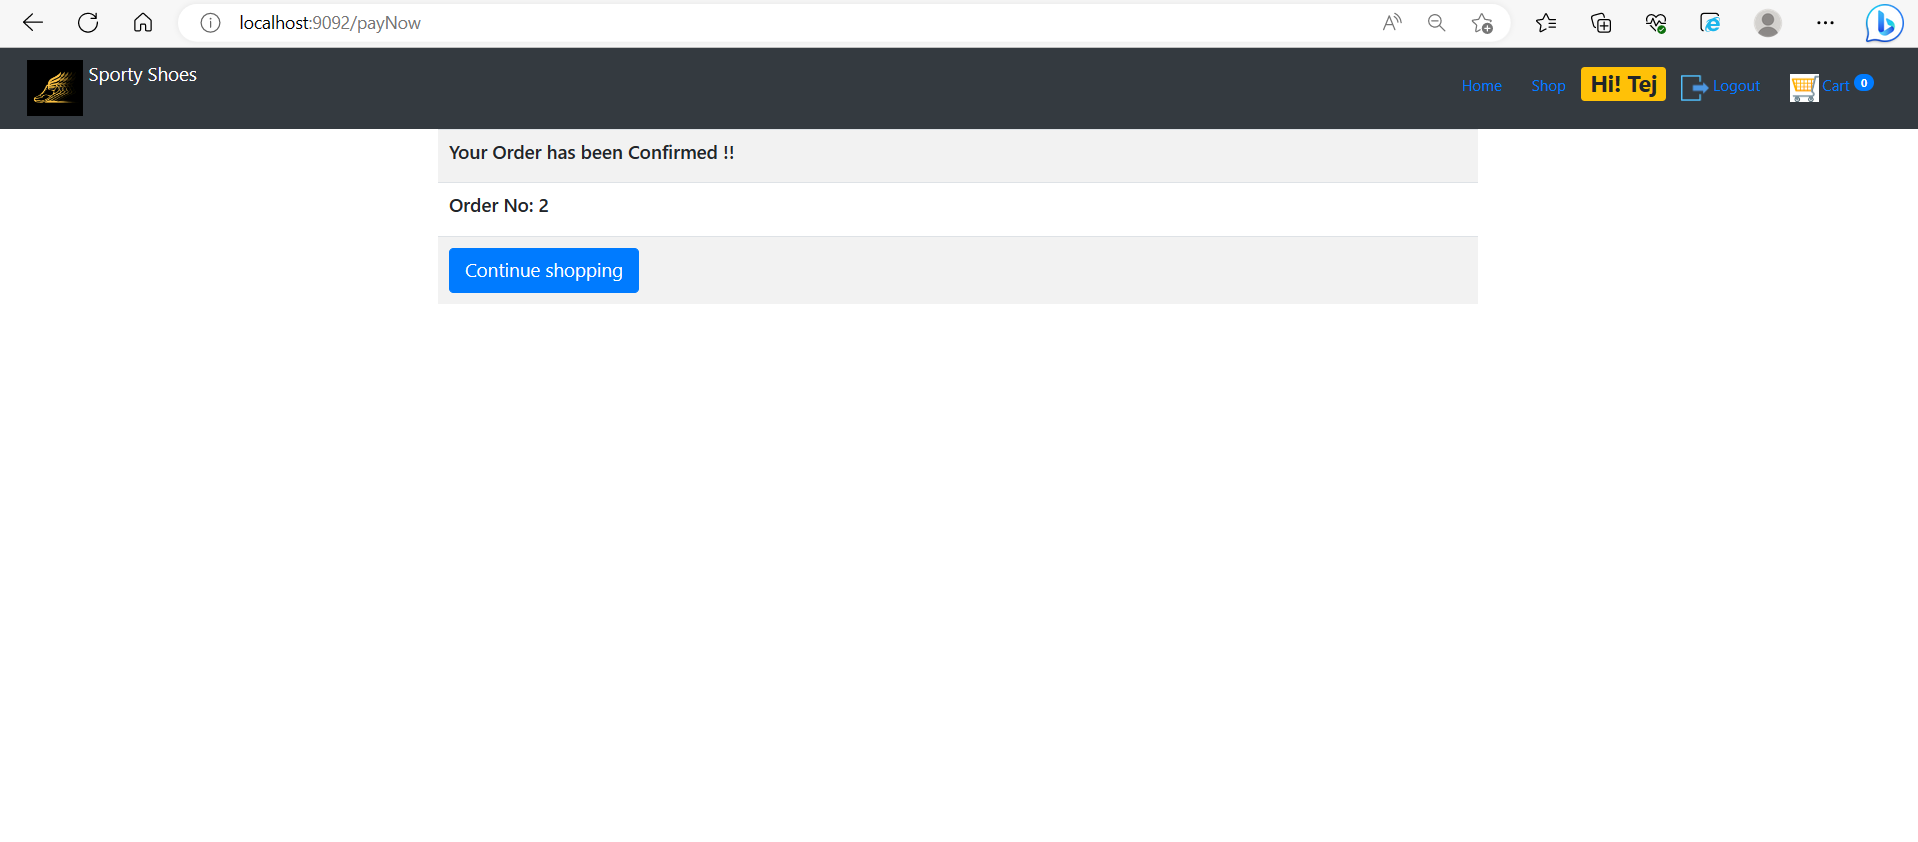 localhost:9092/payNow
Sporty Shoes
Home Shop Hi! Tej Logout Cart 0
Your Order has been Confirmed !!
Order No: 2
Continue shopping